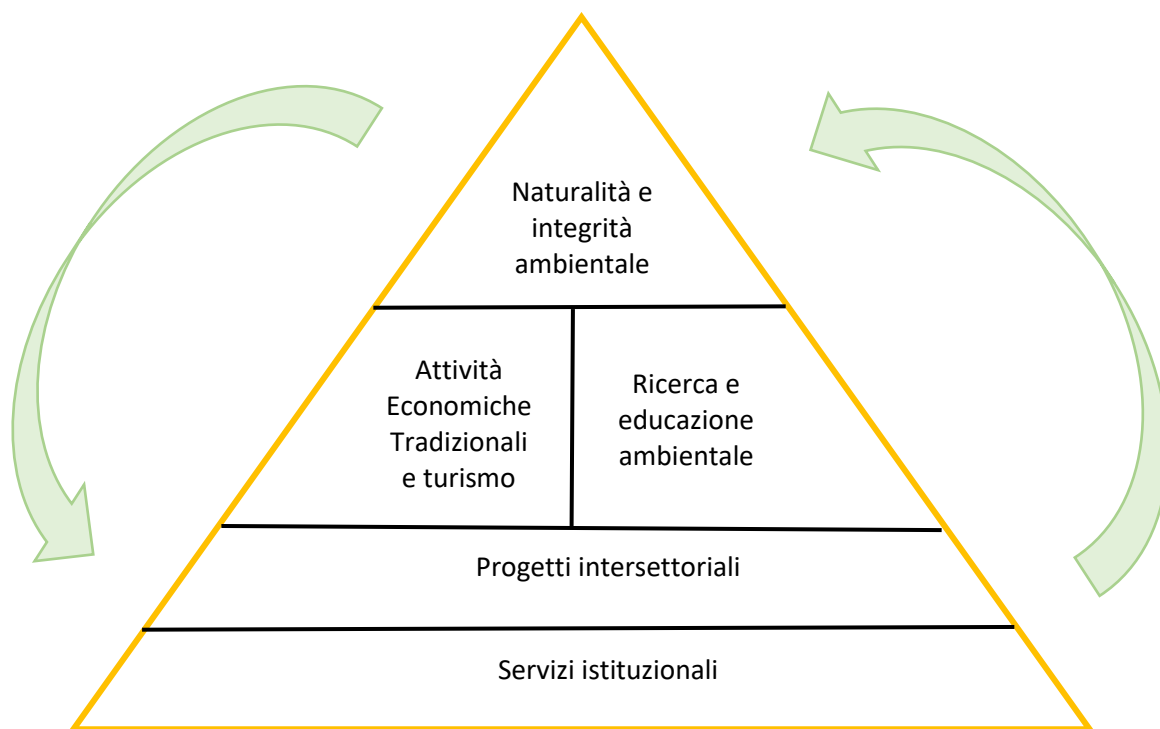 Naturalità e
integrità
ambientale
Attività
Economiche
Tradizionali
e turismo
Ricerca e
educazione
ambientale
Progetti intersettoriali
Servizi istituzionali